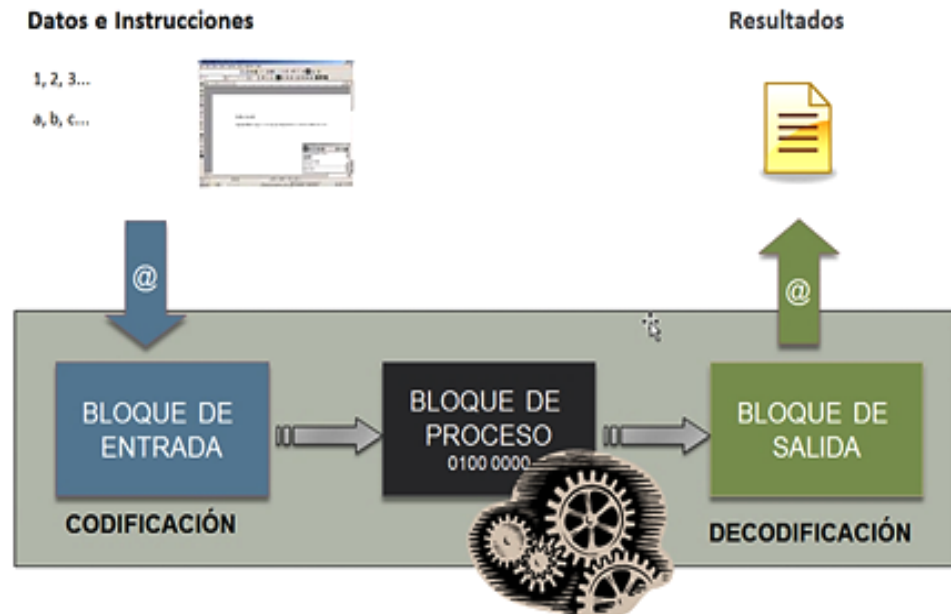 Datos e Instrucciones
Resultados
1, 2, 3...
a, b, c...
@
@
BLOQUE DE
ENTRADA
BLOQUE DE
PROCESO
0100 0000
BLOQUE DE
SALIDA
CODIFICACIÓN
DECODIFICACIÓN